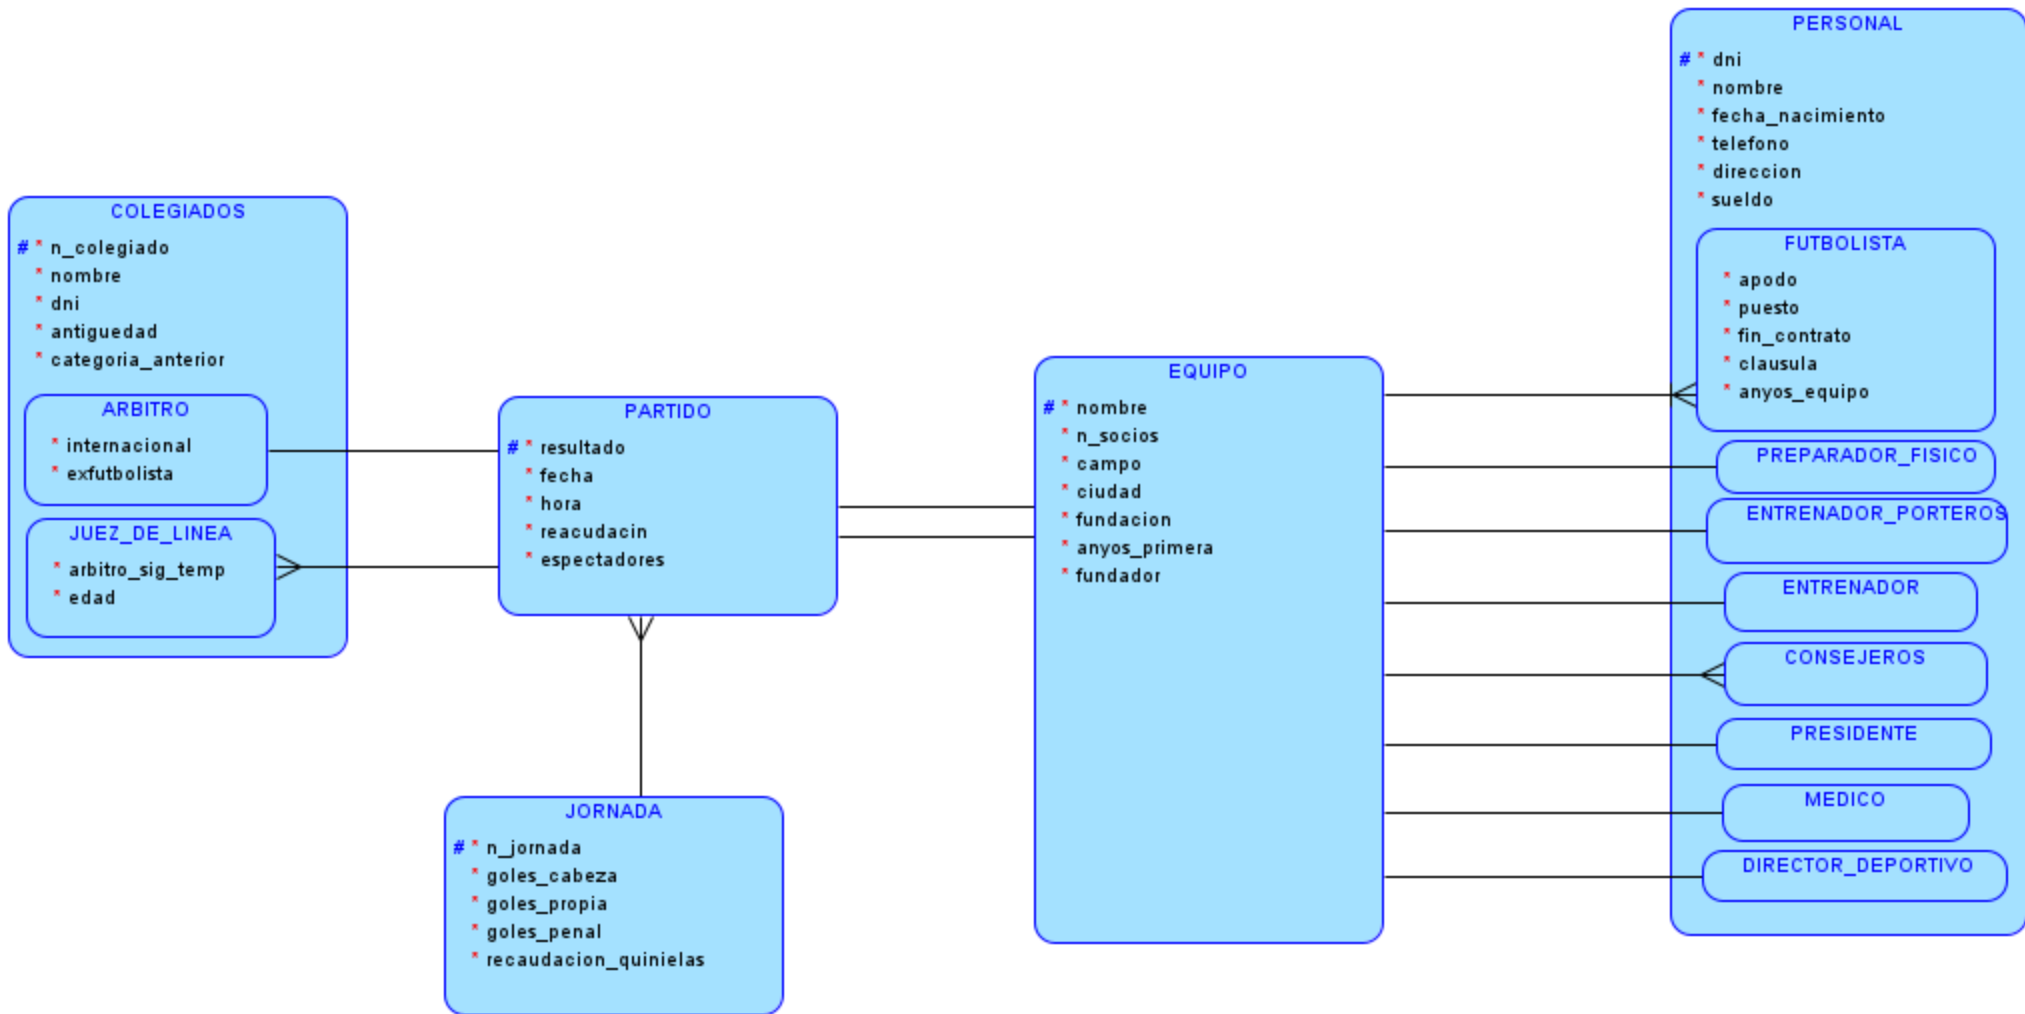 COLEGIADOS
# * n_colegiado
* nombre
* dni
* antiguedad
* categoria_anterior
ARBITRO
* internacional
* exfutbolista
JUEZ_DE_LINEA
* arbitro_sig_temp
* edad
PARTIDO
# * resultado
* fecha
* hora
* reacudacin
* espectadores
JORNADA
# * n_jornada
* goles_cabeza
* goles_propia
* goles_penal
* recaudacion_quinielas
EQUIPO
# * nombre
* n_socios
* campo
* ciudad
* fundacion
* anyos_primera
* fundador
PERSONAL
# * dni
* nombre
* fecha_nacimiento
* telefono
* direccion
* sueldo
FUTBOLISTA
* apodo
* puesto
* fin_contrato
* clausula
* anyos_equipo
PREPARADOR_FISICO
ENTRENADOR_PORTEROS
ENTRENADOR
CONSEJEROS
PRESIDENTE
MEDICO
DIRECTOR_DEPORTIVO